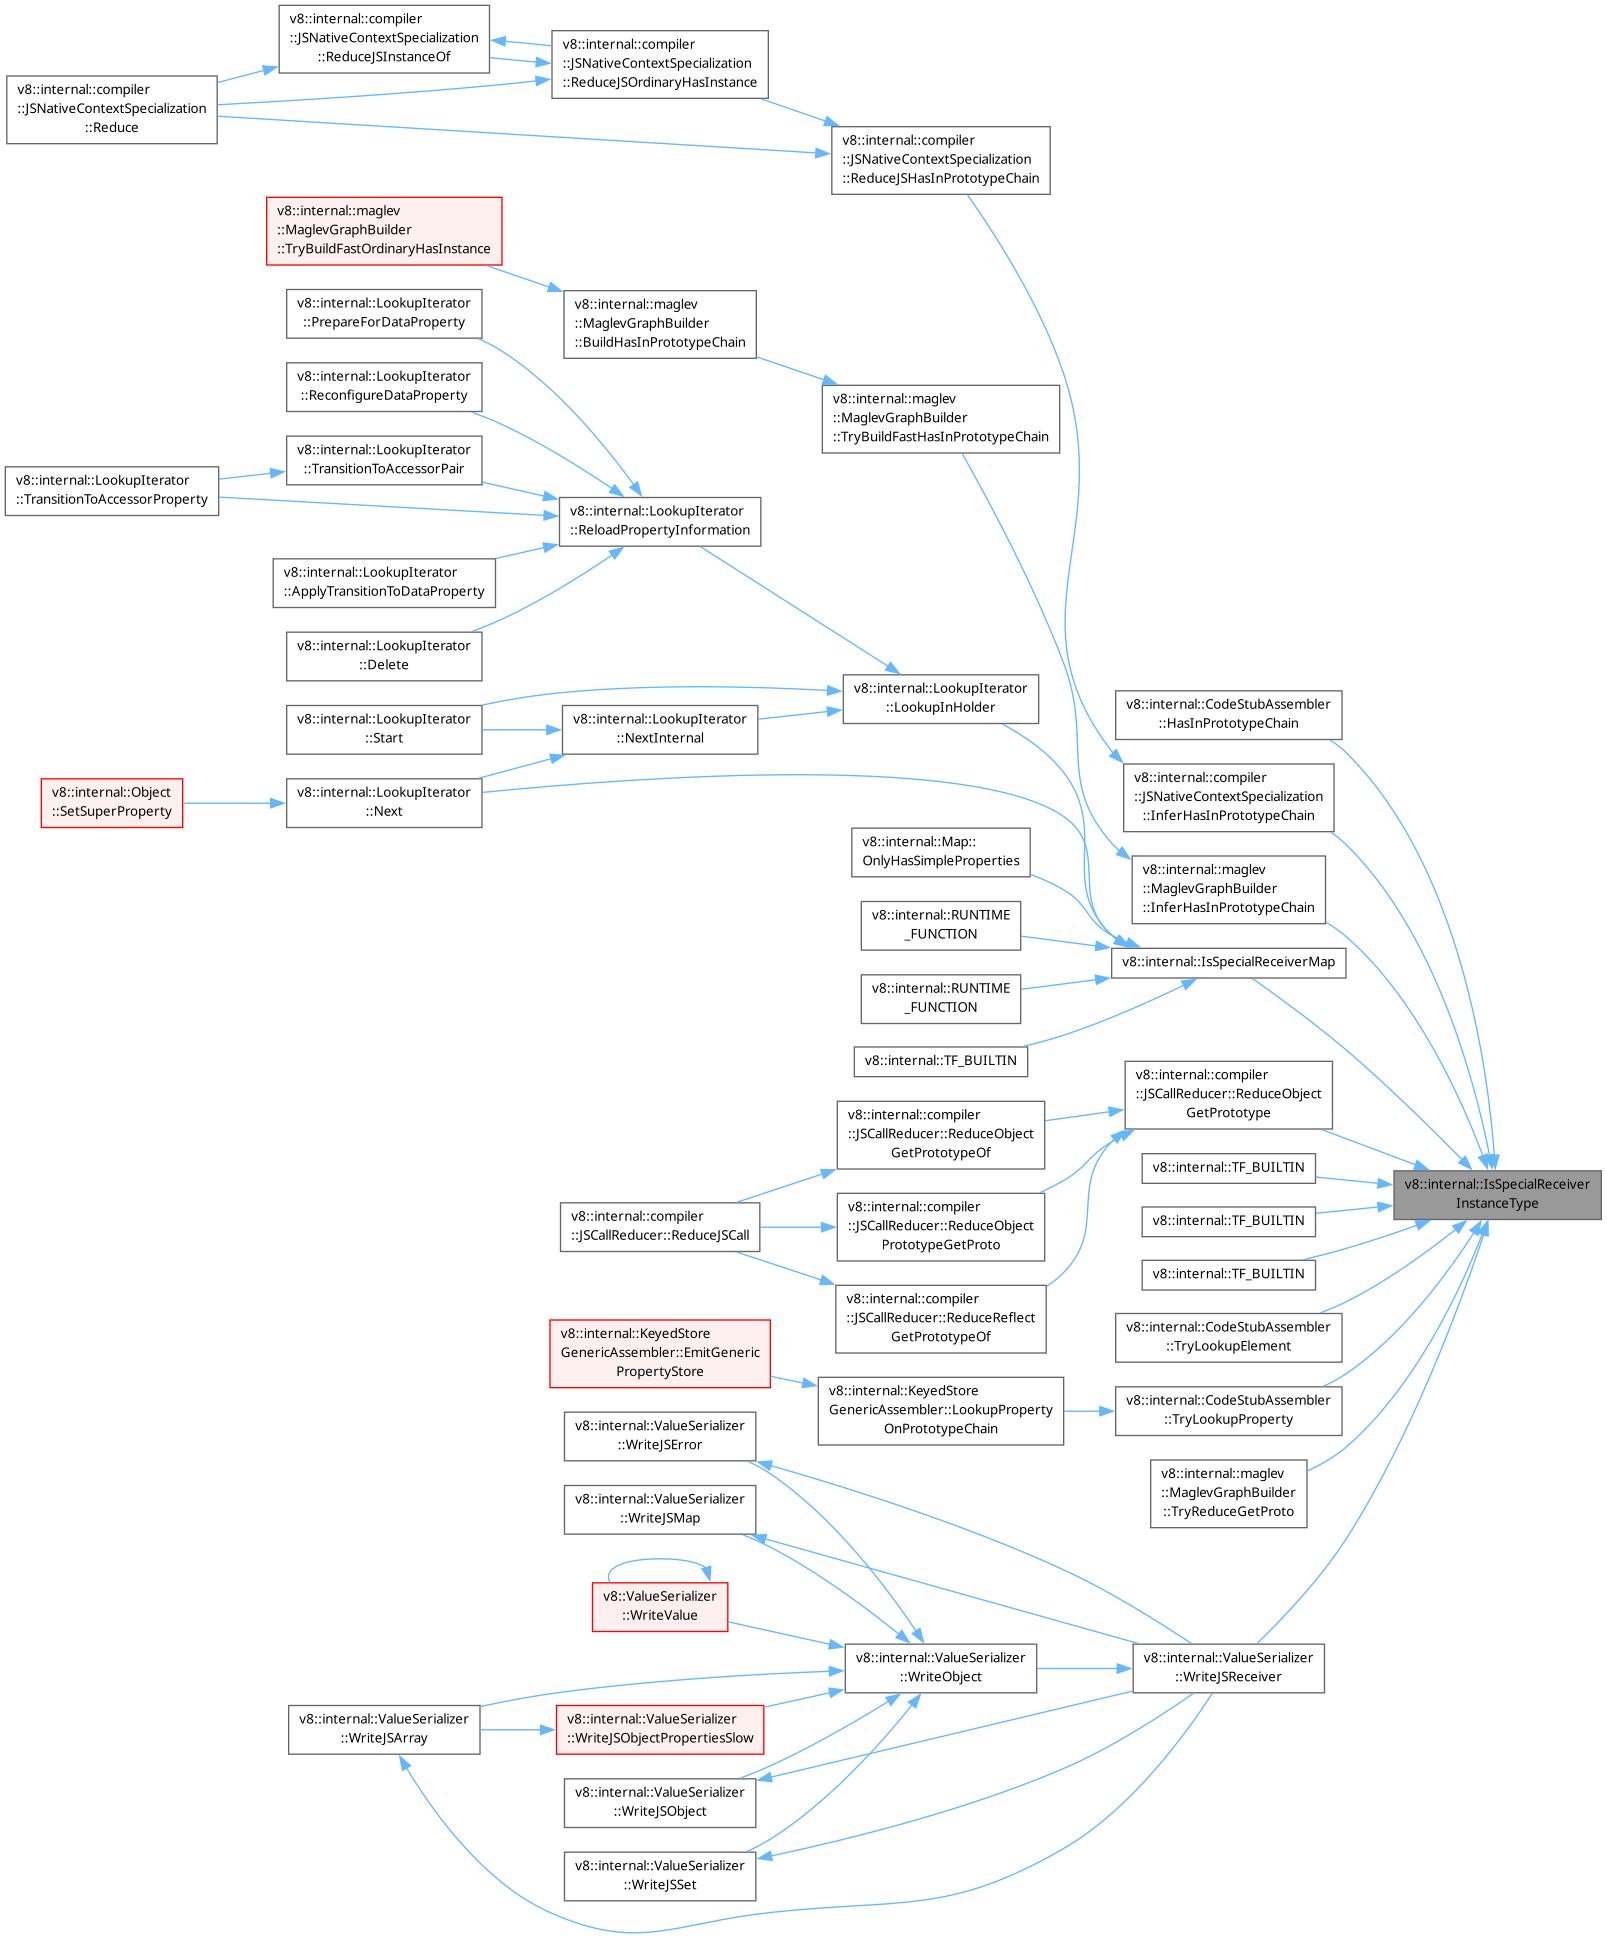 v8::internal::compiler
::JSNativeContextSpecialization
::ReduceJSInstanceOf
v8::internal::compiler
::JSNativeContextSpecialization
::ReduceJSOrdinaryHasInstance
v8::internal::compiler
::JSNativeContextSpecialization
::Reduce
v8::internal::compiler
::JSNativeContextSpecialization
::ReduceJSHasInPrototypeChain
v8::internal::maglev
::MaglevGraphBuilder
::TryBuildFastOrdinaryHasInstance
v8::internal::LookupIterator
::PrepareForDataProperty
v8::internal::maglev
::MaglevGraphBuilder
::BuildHasInPrototypeChain
v8::internal::LookupIterator
::ReconfigureDataProperty
v8::internal::maglev
::MaglevGraphBuilder
::TryBuildFastHasInPrototypeChain
v8::internal::LookupIterator
::TransitionToAccessorPair
v8::internal::LookupIterator
::TransitionToAccessorProperty
v8::internal::LookupIterator
::ReloadPropertyInformation
v8::internal::LookupIterator
::ApplyTransitionToDataProperty
v8::internal::LookupIterator
::Delete
v8::internal::LookupIterator
::LookupInHolder
v8::internal::CodeStubAssembler
::HasInPrototypeChain
v8::internal::LookupIterator
::Start
v8::internal::LookupIterator
::NextInternal
v8::internal::compiler
::JSNativeContextSpecialization
::InferHasInPrototypeChain
v8::internal::Object
::SetSuperProperty
v8::internal::LookupIterator
::Next
v8::internal::Map::
OnlyHasSimpleProperties
v8::internal::maglev
::MaglevGraphBuilder
::InferHasInPrototypeChain
v8::internal::RUNTIME
_FUNCTION
v8::internal::IsSpecialReceiverMap
v8::internal::RUNTIME
_FUNCTION
v8::internal::TF_BUILTIN
v8::internal::compiler
::JSCallReducer::ReduceObject
GetPrototype
v8::internal::compiler
::JSCallReducer::ReduceObject
GetPrototypeOf
v8::internal::TF_BUILTIN
v8::internal::IsSpecialReceiver
InstanceType
v8::internal::compiler
::JSCallReducer::ReduceJSCall
v8::internal::compiler
::JSCallReducer::ReduceObject
PrototypeGetProto
v8::internal::TF_BUILTIN
v8::internal::TF_BUILTIN
v8::internal::compiler
::JSCallReducer::ReduceReflect
GetPrototypeOf
v8::internal::CodeStubAssembler
::TryLookupElement
v8::internal::KeyedStore
GenericAssembler::EmitGeneric
PropertyStore
v8::internal::KeyedStore
GenericAssembler::LookupProperty
OnPrototypeChain
v8::internal::CodeStubAssembler
::TryLookupProperty
v8::internal::ValueSerializer
::WriteJSError
v8::internal::maglev
::MaglevGraphBuilder
::TryReduceGetProto
v8::internal::ValueSerializer
::WriteJSMap
v8::ValueSerializer
::WriteValue
v8::internal::ValueSerializer
::WriteObject
v8::internal::ValueSerializer
::WriteJSReceiver
v8::internal::ValueSerializer
::WriteJSArray
v8::internal::ValueSerializer
::WriteJSObjectPropertiesSlow
v8::internal::ValueSerializer
::WriteJSObject
v8::internal::ValueSerializer
::WriteJSSet